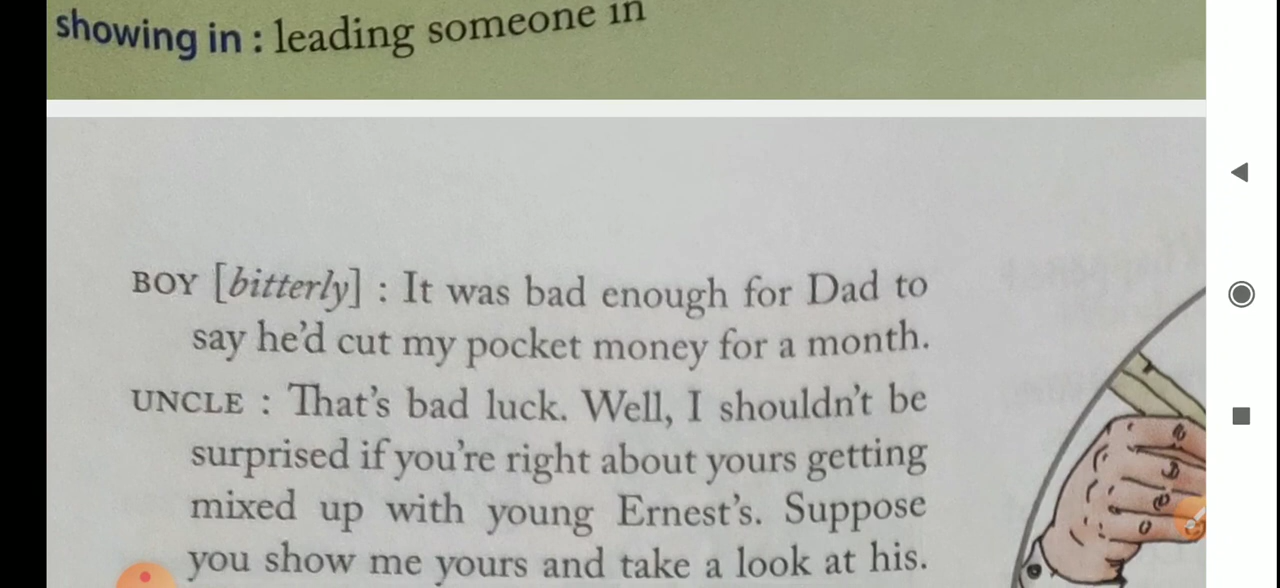 showing in : leading someone in
BOY [bitterly] : It was bad enough for Dad to
say he'd cut my pocket money for a month.
UNCLE : That's bad luck. Well, I shouldn't be
surprised if you're right about yours getting
mixed up with young Ernest's. Suppose
you show me yours and take a look at his.